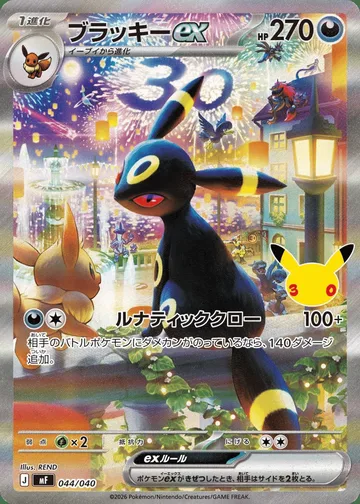 1進化
ブラッキーex
HP270
イーブイから進化
30
30
ルナティッククロー 100+
相手のバトルポケモンにダメカンがのっているなら、140ダメージ
追加。
弱点 ×2 抵抗力 にげる
Illus. REND
J MF 044/040
exルール
ポケモンexがきぜつしたとき、相手はサイドを2枚とる。
©2026 Pokémon/Nintendo/Creatures/GAME FREAK.